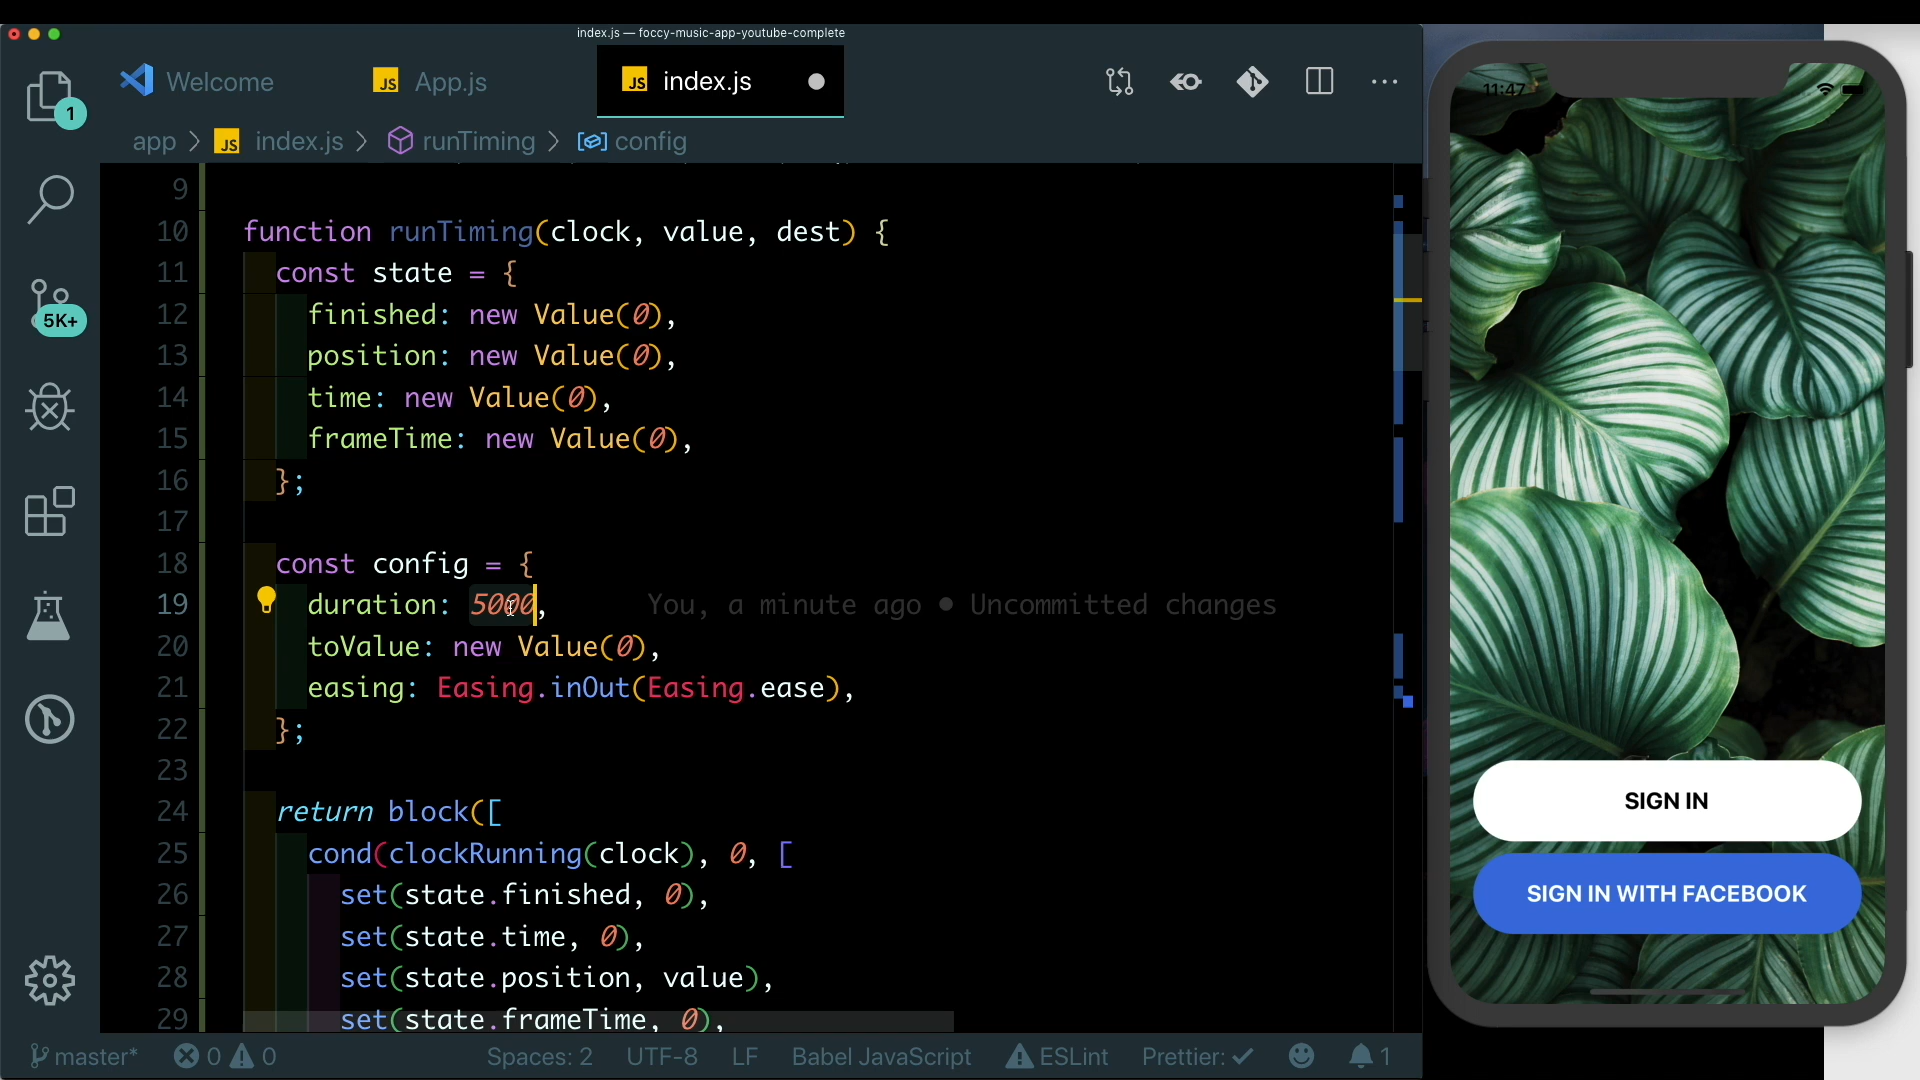 index.js — foccy-music-app-youtube-complete
Welcome
JS App.js
JS index.js
1
app > JS index.js > runTiming > config
5K+
9
10 function runTiming(clock, value, dest) {
11 const state = {
12 finished: new Value(0),
13 position: new Value(0),
14 time: new Value(0),
15 frameTime: new Value(0),
16 };
17
18 const config = {
19 duration: 5000, You, a minute ago • Uncommitted changes
20 toValue: new Value(0),
21 easing: Easing.inOut(Easing.ease),
22 };
23
24 return block([
25 cond(clockRunning(clock), 0, [
26 set(state.finished, 0),
27 set(state.time, 0),
28 set(state.position, value),
29 set(state.frameTime, 0),
master* 0 0 Spaces: 2 UTF-8 LF Babel JavaScript ESLint Prettier: ✓ 1
11:47
SIGN IN
SIGN IN WITH FACEBOOK